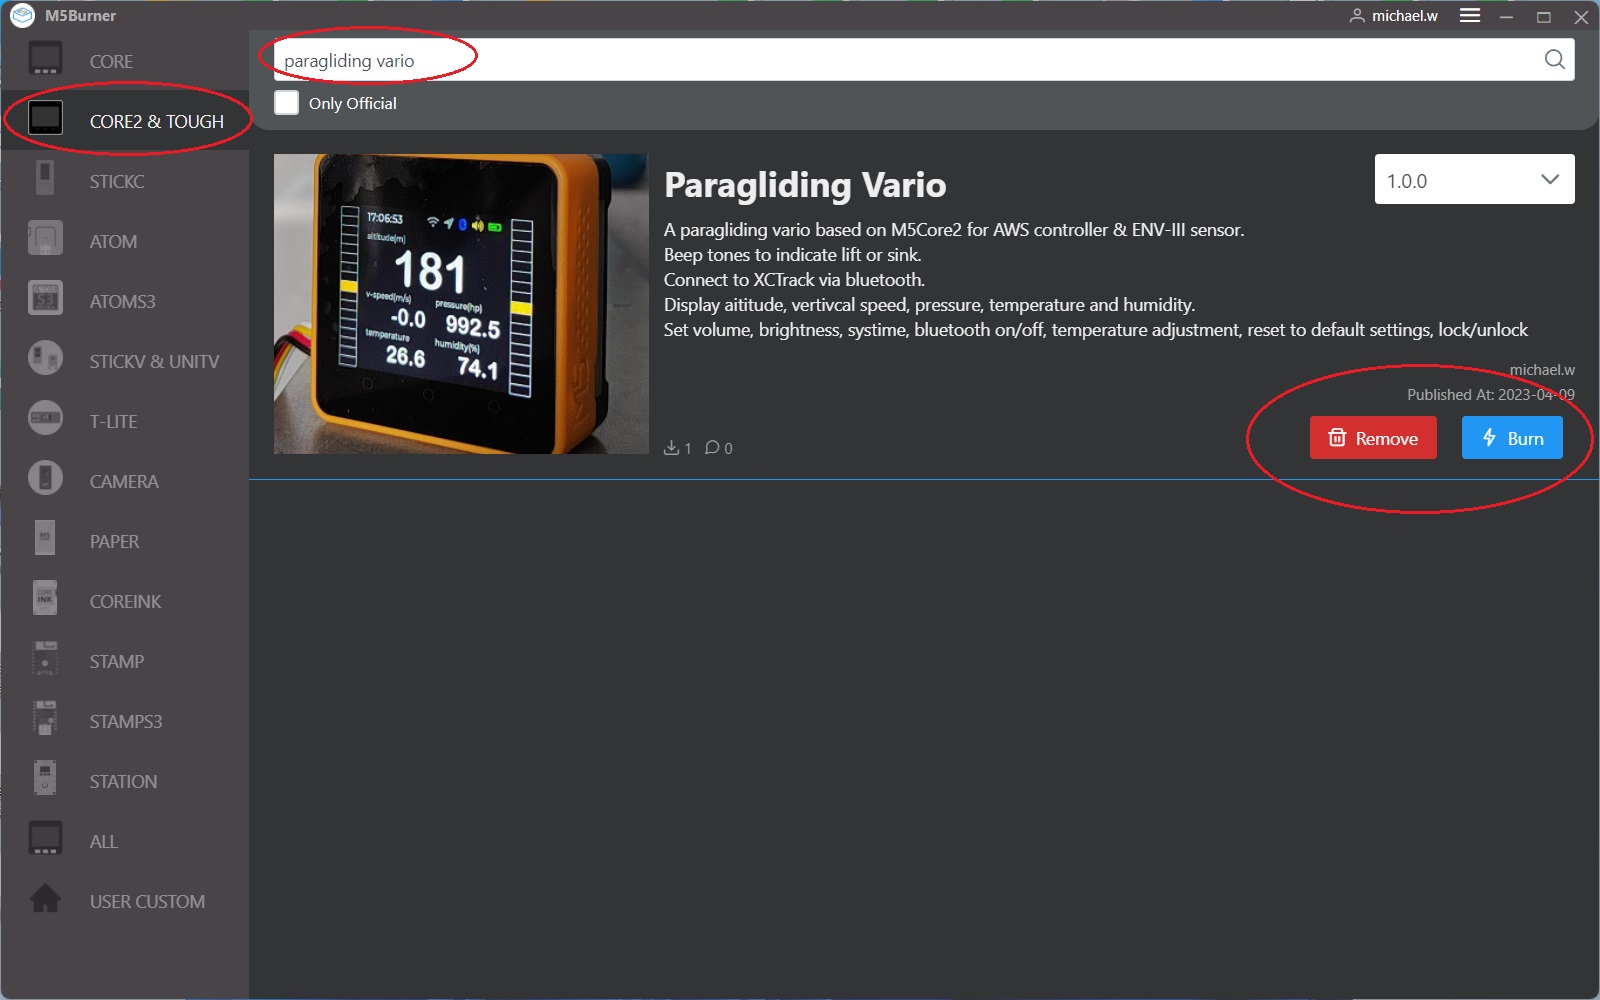 M5Burner
michael.w
CORE
CORE2 & TOUGH
STICKC
ATOM
ATOMS3
STICKV & UNITV
T-LITE
CAMERA
PAPER
COREINK
STAMP
STAMPS3
STATION
ALL
USER CUSTOM
paragliding vario
Only Official
17:06:53
altitude(m)
181
v-speed(m/s)
pressure(hp)
-0.0
992.5
temperature
humidity(%)
26.6
74.1
M5
Paragliding Vario
1.0.0
A paragliding vario based on M5Core2 for AWS controller & ENV-III sensor.
Beep tones to indicate lift or sink.
Connect to XCTrack via bluetooth.
Display aititude, vertivcal speed, pressure, temperature and humidity.
Set volume, brightness, systime, bluetooth on/off, temperature adjustment, reset to default settings, lock/unlock
michael.w
Published At: 2023-04-09
1
0
Remove
Burn